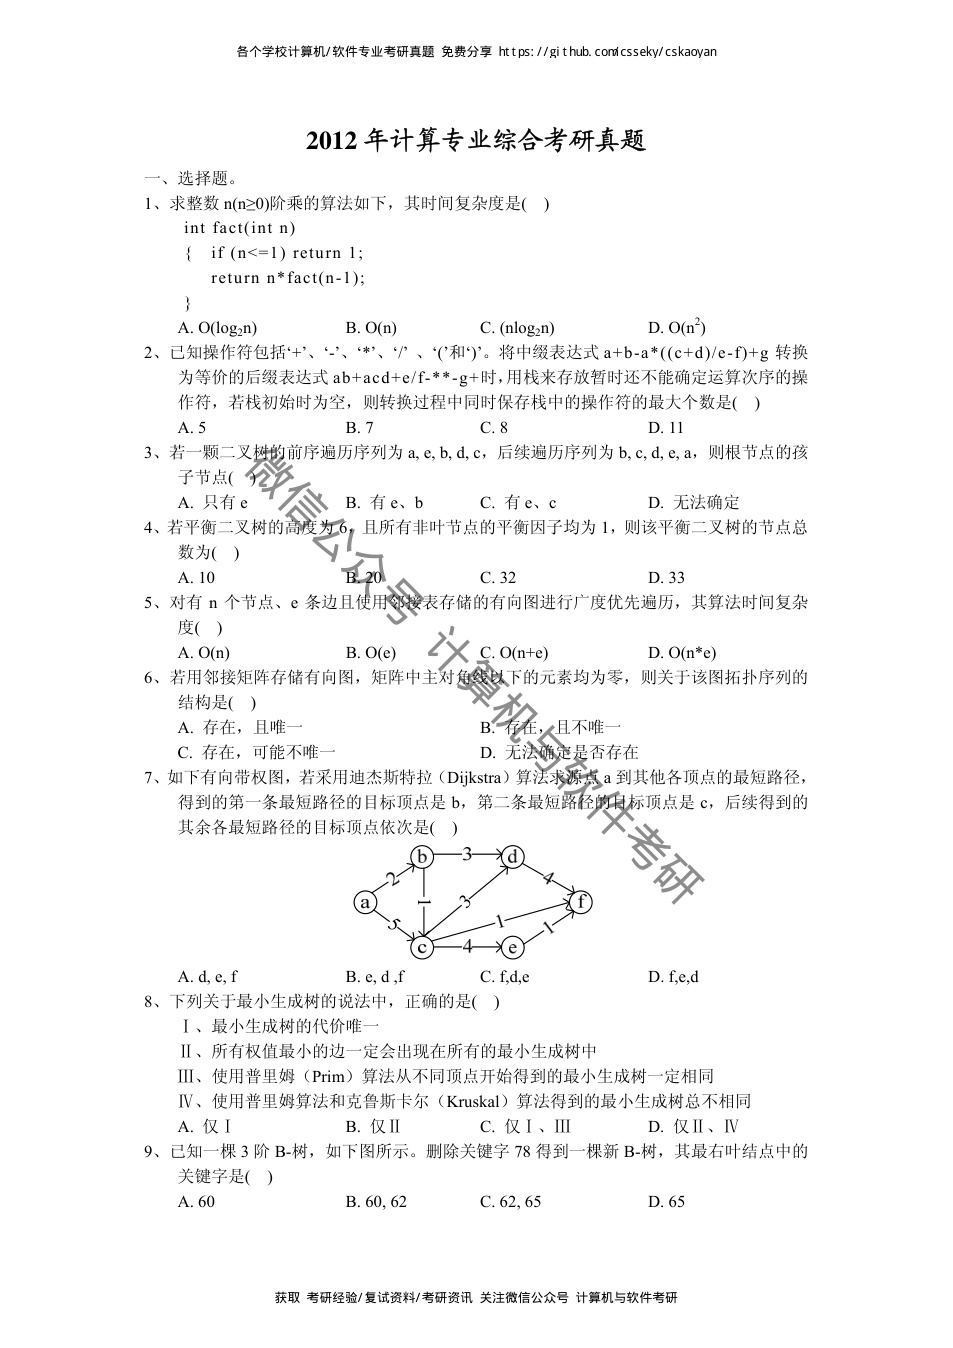 各个学校计算机/软件专业考研真题 免费分享 https://github.com/csseky/cskaoyan
2012 年计算专业综合考研真题
一、选择题。
1、求整数 n(n≥0)阶乘的算法如下，其时间复杂度是(    )
int fact(int n)
{   if (n<=1) return 1;
return n*fact(n-1);
}
A. O(log₂n)    B. O(n)    C. (nlog₂n)    D. O(n²)
2、已知操作符包括‘+’、‘-’、‘*’、‘/’ 、‘(’和‘)’。将中缀表达式 a+b-a*((c+d)/e-f)+g 转换
为等价的后缀表达式 ab+acd+e/f-**-g+时，用栈来存放暂时还不能确定运算次序的操
作符，若栈初始时为空，则转换过程中同时保存栈中的操作符的最大个数是(    )
A. 5    B. 7    C. 8    D. 11
3、若一颗二叉树的前序遍历序列为 a, e, b, d, c，后续遍历序列为 b, c, d, e, a，则根节点的孩
子节点(    )
A. 只有 e    B. 有 e、b    C. 有 e、c    D. 无法确定
4、若平衡二叉树的高度为 6，且所有非叶节点的平衡因子均为 1，则该平衡二叉树的节点总
数为(    )
A. 10    B. 20    C. 32    D. 33
5、对有 n 个节点、e 条边且使用邻接表存储的有向图进行广度优先遍历，其算法时间复杂
度(    )
A. O(n)    B. O(e)    C. O(n+e)    D. O(n*e)
6、若用邻接矩阵存储有向图，矩阵中主对角线以下的元素均为零，则关于该图拓扑序列的
结构是(    )
A. 存在，且唯一    B. 存在，且不唯一
C. 存在，可能不唯一    D. 无法确定是否存在
7、如下有向带权图，若采用迪杰斯特拉（Dijkstra）算法求源点 a 到其他各顶点的最短路径，
得到的第一条最短路径的目标顶点是 b，第二条最短路径的目标顶点是 c，后续得到的
其余各最短路径的目标顶点依次是(    )
b 3 d
2 4
a 1 3 f
5 1 1
c 4 e
A. d, e, f    B. e, d ,f    C. f,d,e    D. f,e,d
8、下列关于最小生成树的说法中，正确的是(    )
Ⅰ、最小生成树的代价唯一
Ⅱ、所有权值最小的边一定会出现在所有的最小生成树中
Ⅲ、使用普里姆（Prim）算法从不同顶点开始得到的最小生成树一定相同
Ⅳ、使用普里姆算法和克鲁斯卡尔（Kruskal）算法得到的最小生成树总不相同
A. 仅Ⅰ    B. 仅Ⅱ    C. 仅Ⅰ、Ⅲ    D. 仅Ⅱ、Ⅳ
9、已知一棵 3 阶 B-树，如下图所示。删除关键字 78 得到一棵新 B-树，其最右叶结点中的
关键字是(    )
A. 60    B. 60, 62    C. 62, 65    D. 65
微信公众号 计算机与软件考研
获取 考研经验/复试资料/考研资讯 关注微信公众号 计算机与软件考研